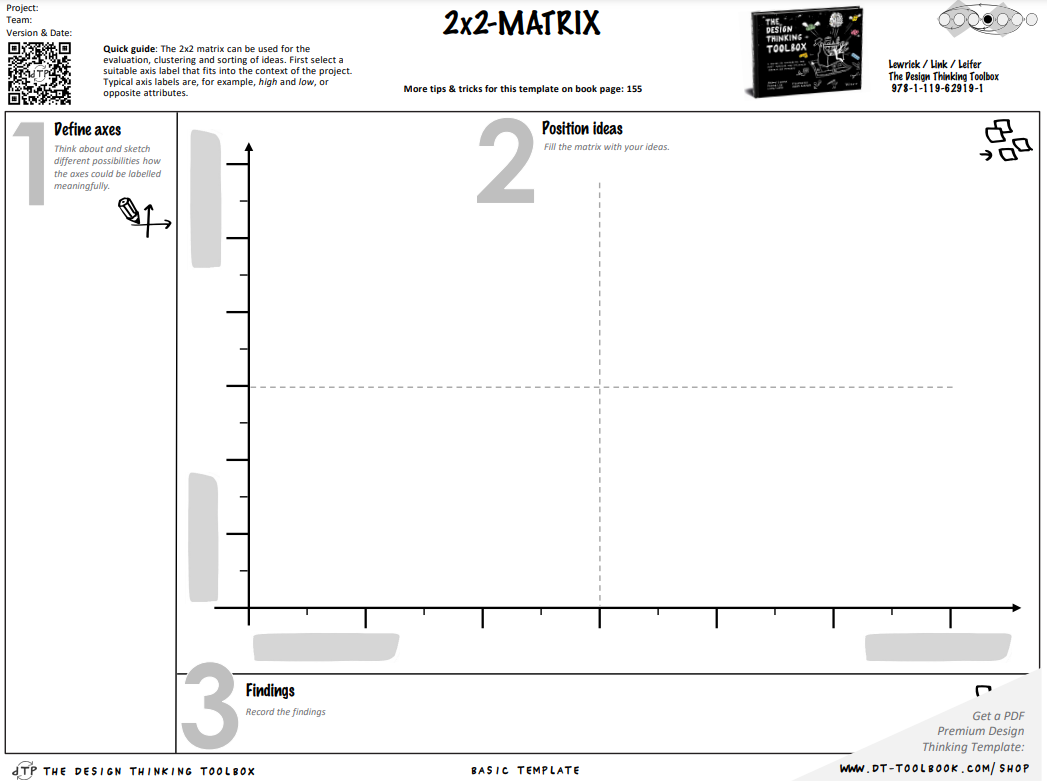 Project:
Team:
Version & Date:
dTP
Quick guide: The 2x2 matrix can be used for the
evaluation, clustering and sorting of ideas. First select a
suitable axis label that fits into the context of the project.
Typical axis labels are, for example, high and low, or
opposite attributes.
2x2-MATRIX
More tips & tricks for this template on book page: 155
THE
DESIGN
THINKING
TOOLBOX
Lewrick / Link / Leifer
The Design Thinking Toolbox
978-1-119-62919-1
1
Define axes
Think about and sketch
different possibilities how
the axes could be labelled
meaningfully.
2
Position ideas
Fill the matrix with your ideas.
3
Findings
Record the findings
Get a PDF
Premium Design
Thinking Template:
dTP THE DESIGN THINKING TOOLBOX
BASIC TEMPLATE
WWW.DT-TOOLBOOK.COM/SHOP